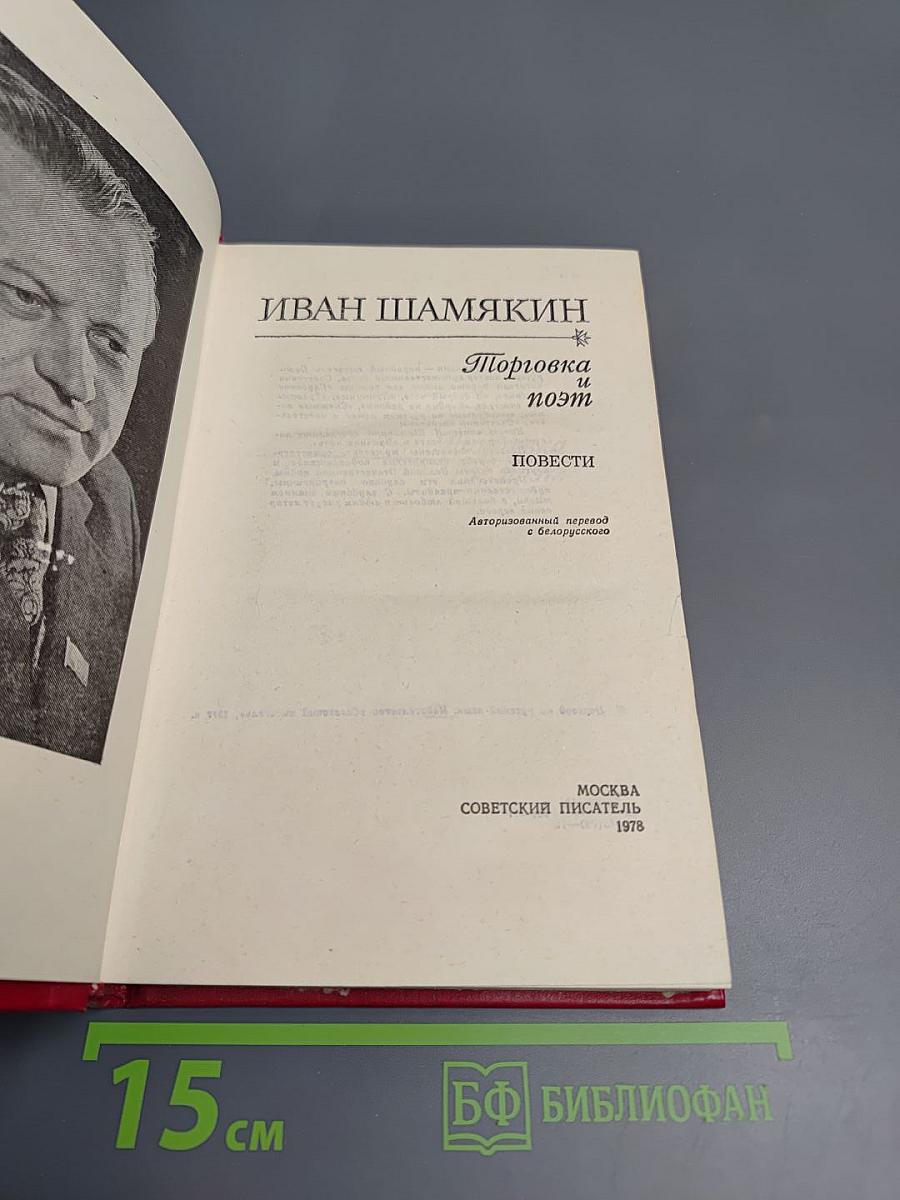 ИВАН ШАМЯКИН
Торговка
и
поэт
ПОВЕСТИ
Авторизованный перевод
с белорусского
МОСКВА
СОВЕТСКИЙ ПИСАТЕЛЬ
1978
15 см
БФ БИБЛИОФАН